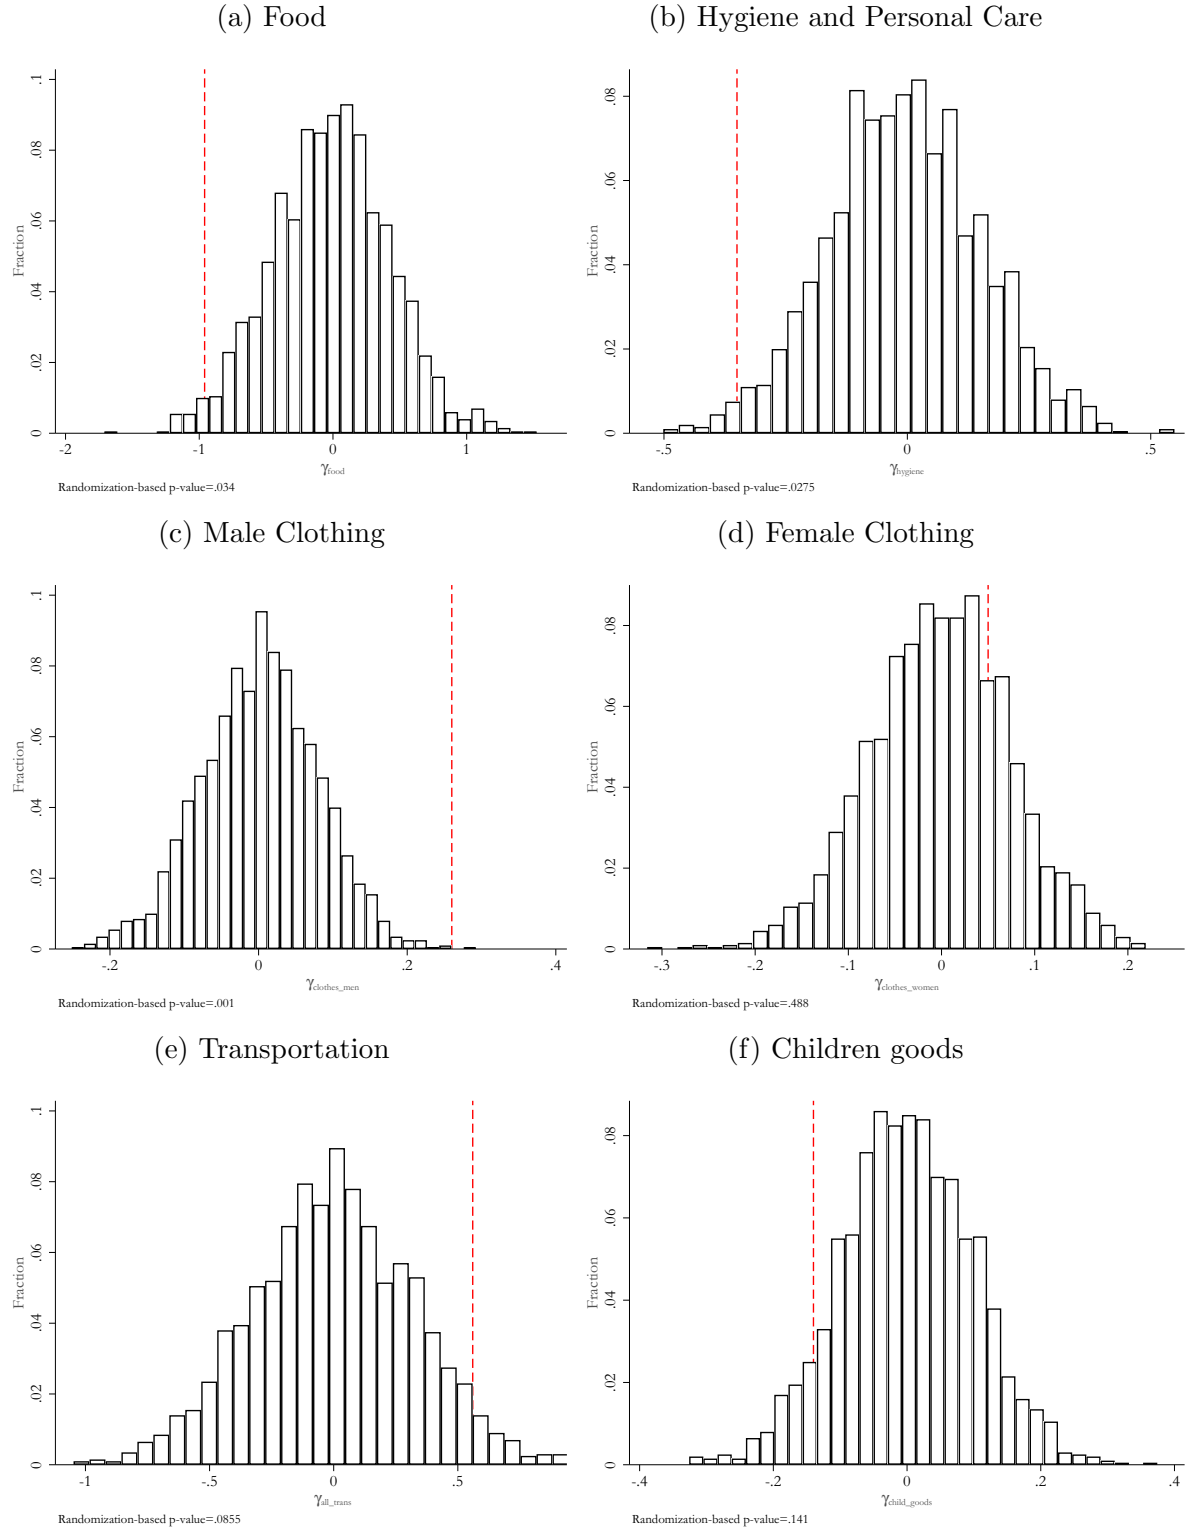 (a) Food
(b) Hygiene and Personal Care
Fraction
0 .02 .04 .06 .08 .1
-2 -1 0 1
γfood
Randomization-based p-value=.034
Fraction
0 .02 .04 .06 .08
-.5 0 .5
γhygiene
Randomization-based p-value=.0275
(c) Male Clothing
(d) Female Clothing
Fraction
0 .02 .04 .06 .08 .1
-.2 0 .2 .4
γclothes_men
Randomization-based p-value=.001
Fraction
0 .02 .04 .06 .08
-.3 -.2 -.1 0 .1 .2
γclothes_women
Randomization-based p-value=.488
(e) Transportation
(f) Children goods
Fraction
0 .02 .04 .06 .08 .1
-1 -.5 0 .5
γall_trans
Randomization-based p-value=.0855
Fraction
0 .02 .04 .06 .08
-.4 -.2 0 .2 .4
γchild_goods
Randomization-based p-value=.141